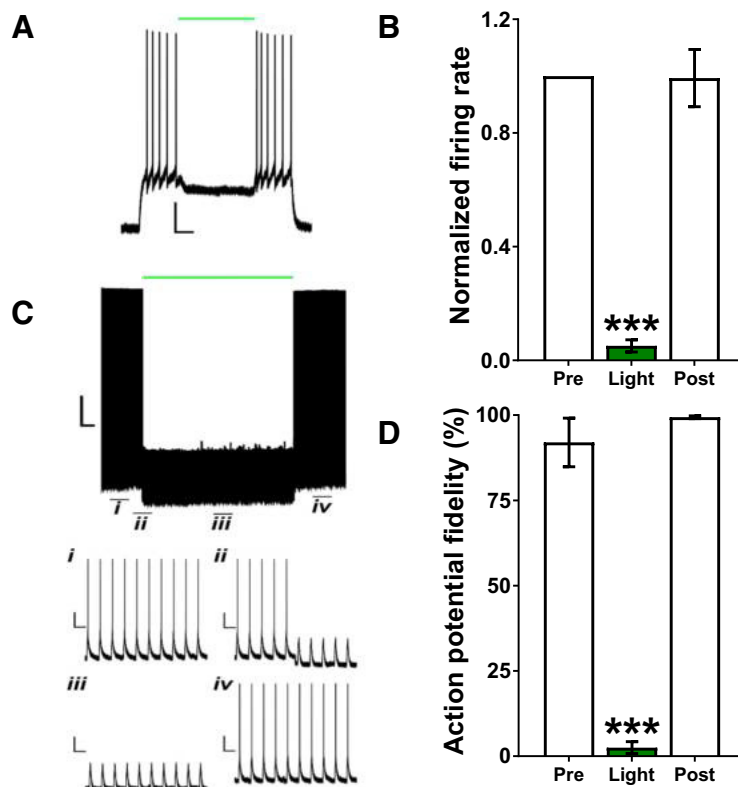 A
B
Normalized firing rate
1.2
0.8
0.4
0.0
***
Pre Light Post
C
i ii iii iv
i ii
iii iv
D
Action potential fidelity (%)
100
75
50
25
0
***
Pre Light Post